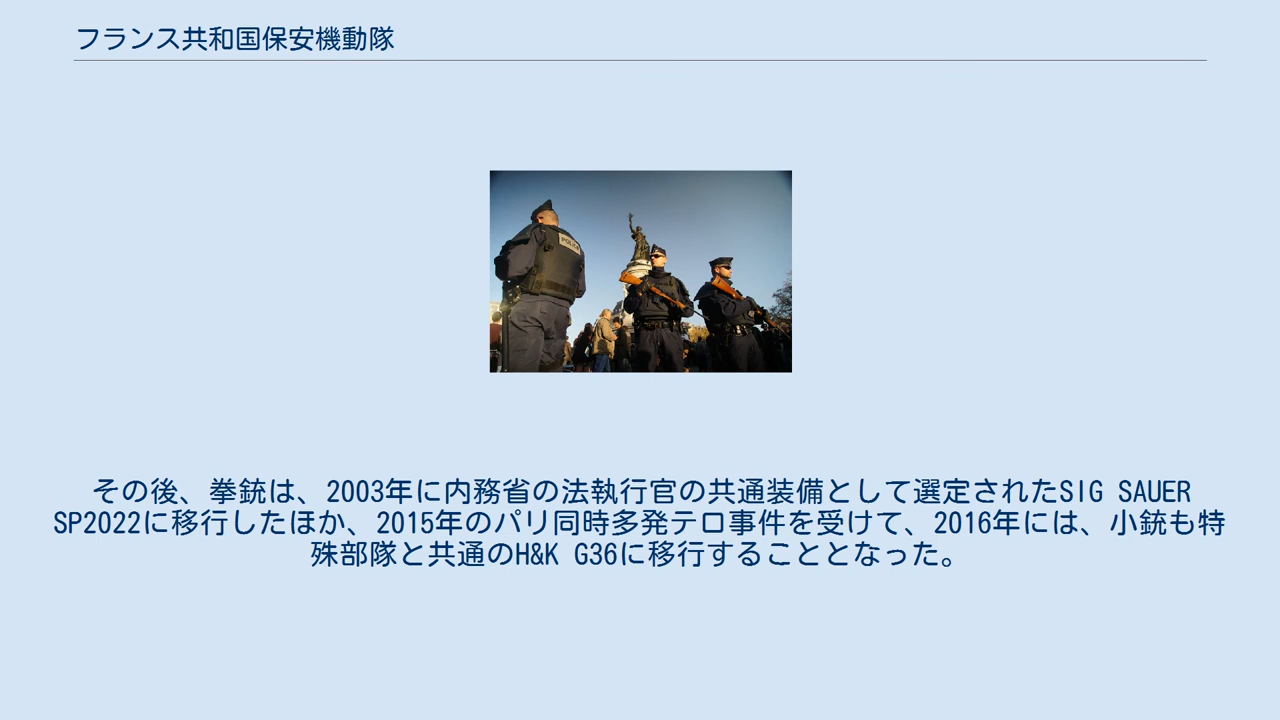 フランス共和国保安機動隊
POLICE
その後、拳銃は、2003年に内務省の法執行官の共通装備として選定されたSIG SAUER
SP2022に移行したほか、2015年のパリ同時多発テロ事件を受けて、2016年には、小銃も特
殊部隊と共通のH&K G36に移行することとなった。